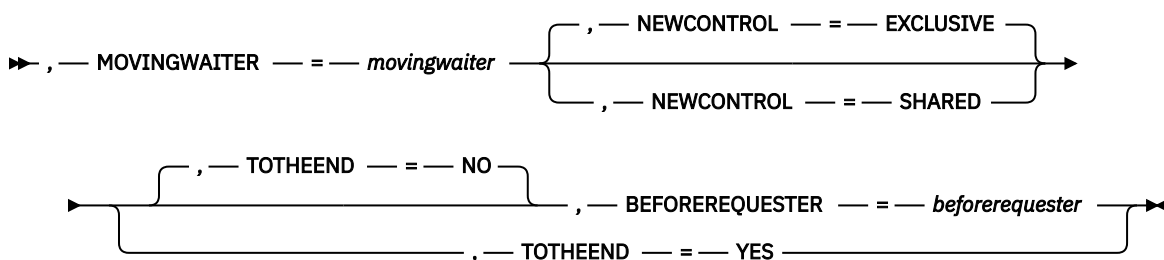 , NEWCONTROL = EXCLUSIVE
, MOVINGWAITER = movingwaiter
, NEWCONTROL = SHARED
, TOTHEEND = NO
, BEFOREREQUESTER = beforerequester
, TOTHEEND = YES